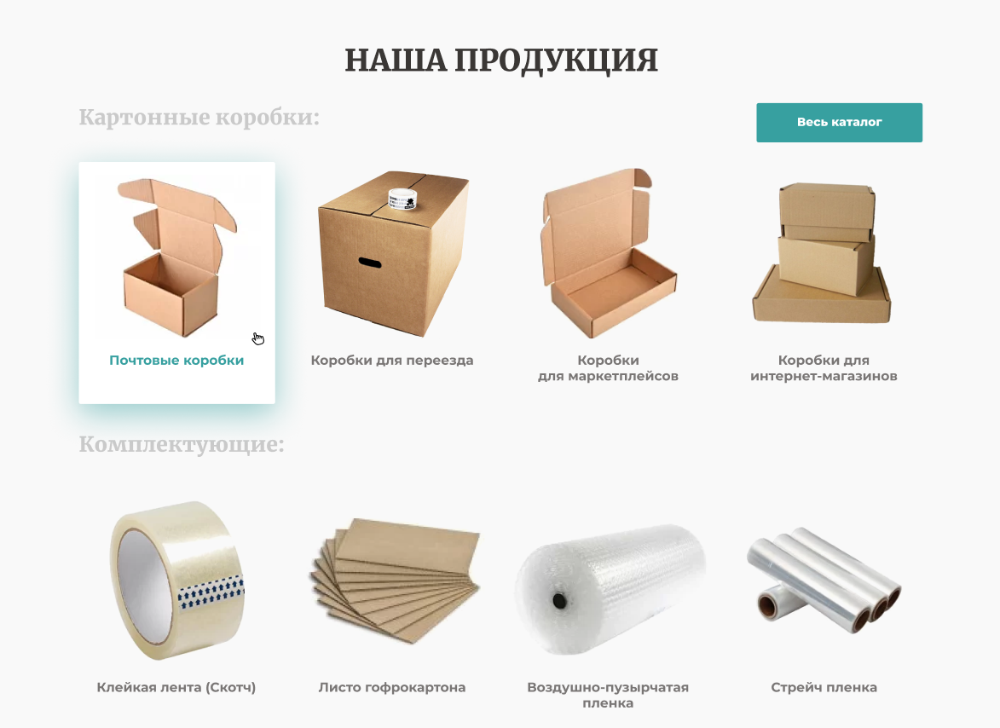 НАША ПРОДУКЦИЯ
Картонные коробки:
Весь каталог
Почтовые коробки
Коробки для переезда
Коробки
для маркетплейсов
Коробки для
интернет-магазинов
Комплектующие:
Клейкая лента (Скотч)
Листо гофрокартона
Воздушно-пузырчатая
пленка
Стрейч пленка